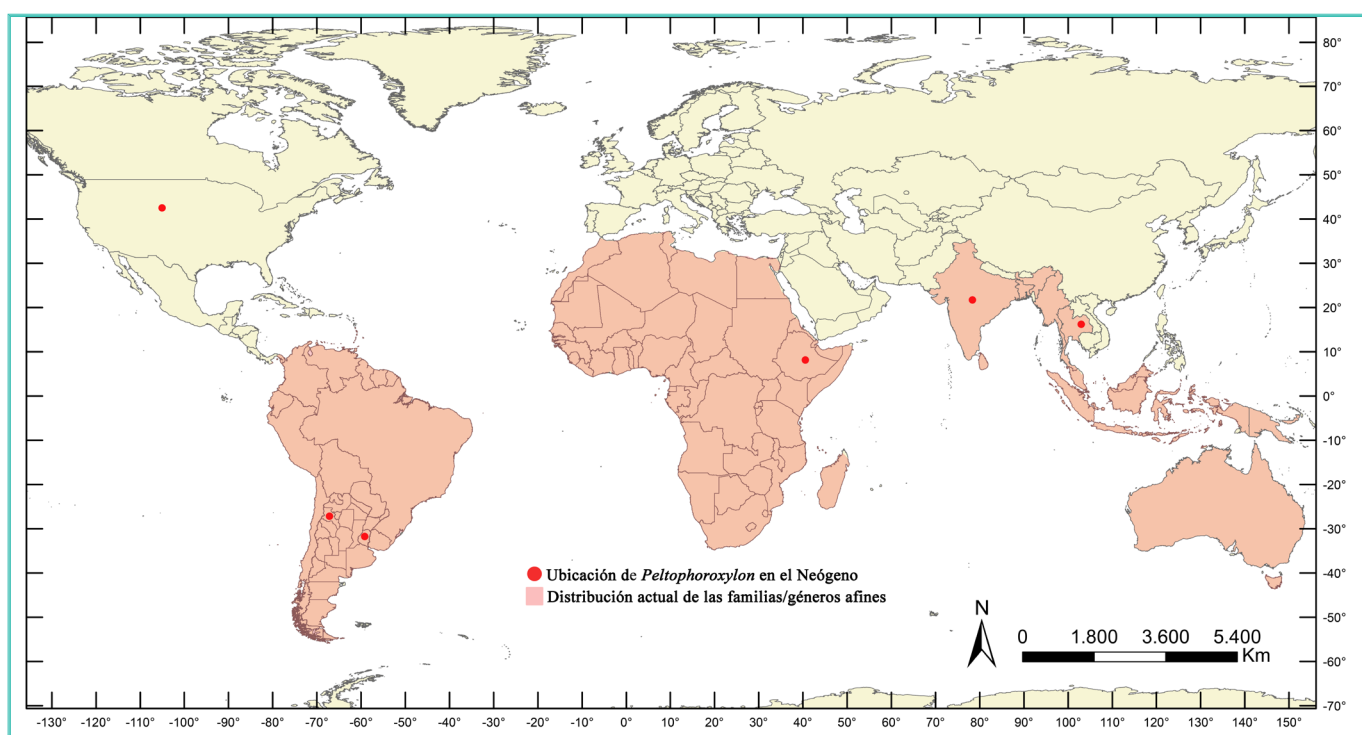 80°
70°
60°
50°
40°
30°
20°
10°
0°
-10°
-20°
-30°
-40°
-50°
-60°
-70°
Ubicación de Peltophoroxylon en el Neógeno
Distribución actual de las familias/géneros afines
N
0 1.800 3.600 5.400
Km
-130° -120° -110° -100° -90° -80° -70° -60° -50° -40° -30° -20° -10° 0° 10° 20° 30° 40° 50° 60° 70° 80° 90° 100° 110° 120° 130° 140° 150°